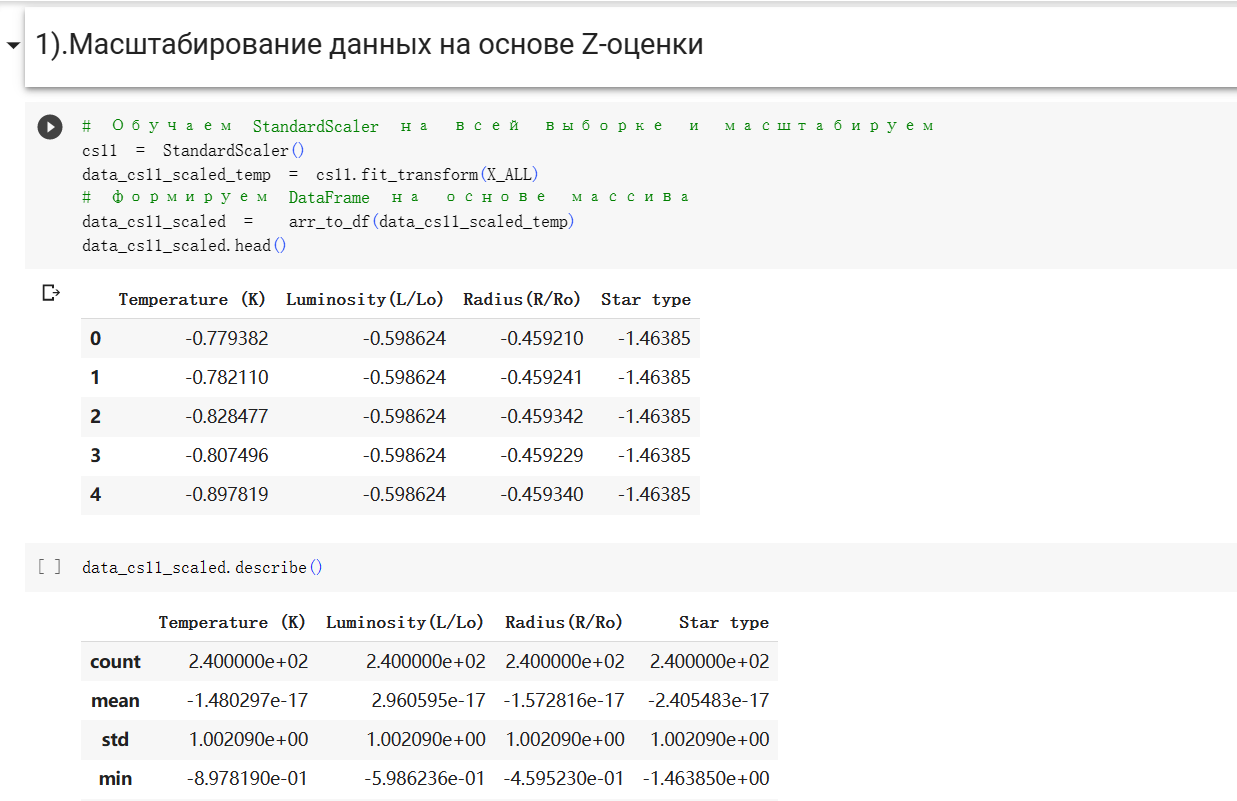 1).Масштабирование данных на основе Z-оценки
# Обучаем StandardScaler на всей выборке и масштабируем
cs11 = StandardScaler()
data_cs11_scaled_temp = cs11.fit_transform(X_ALL)
# формируем DataFrame на основе массива
data_cs11_scaled = arr_to_df(data_cs11_scaled_temp)
data_cs11_scaled.head()
Temperature (K) Luminosity(L/Lo) Radius(R/Ro) Star type
0 -0.779382 -0.598624 -0.459210 -1.46385
1 -0.782110 -0.598624 -0.459241 -1.46385
2 -0.828477 -0.598624 -0.459342 -1.46385
3 -0.807496 -0.598624 -0.459229 -1.46385
4 -0.897819 -0.598624 -0.459340 -1.46385
[ ] data_cs11_scaled.describe()
Temperature (K) Luminosity(L/Lo) Radius(R/Ro) Star type
count 2.400000e+02 2.400000e+02 2.400000e+02 2.400000e+02
mean -1.480297e-17 2.960595e-17 -1.572816e-17 -2.405483e-17
std 1.002090e+00 1.002090e+00 1.002090e+00 1.002090e+00
min -8.978190e-01 -5.986236e-01 -4.595230e-01 -1.463850e+00